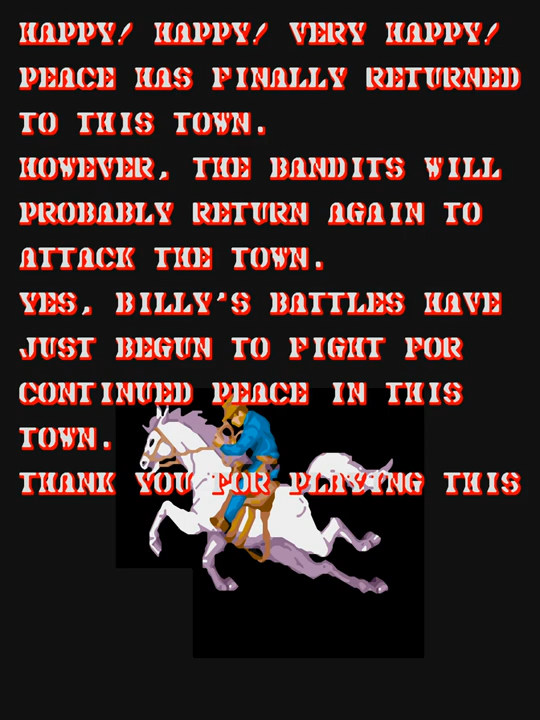 HAPPY! HAPPY! VERY HAPPY!
PEACE HAS FINALLY RETURNED
TO THIS TOWN.
HOWEVER, THE BANDITS WILL
PROBABLY RETURN AGAIN TO
ATTACK THE TOWN.
YES, BILLY'S BATTLES HAVE
JUST BEGUN TO FIGHT FOR
CONTINUED PEACE IN THIS
TOWN.
THANK YOU FOR PLAYING THIS